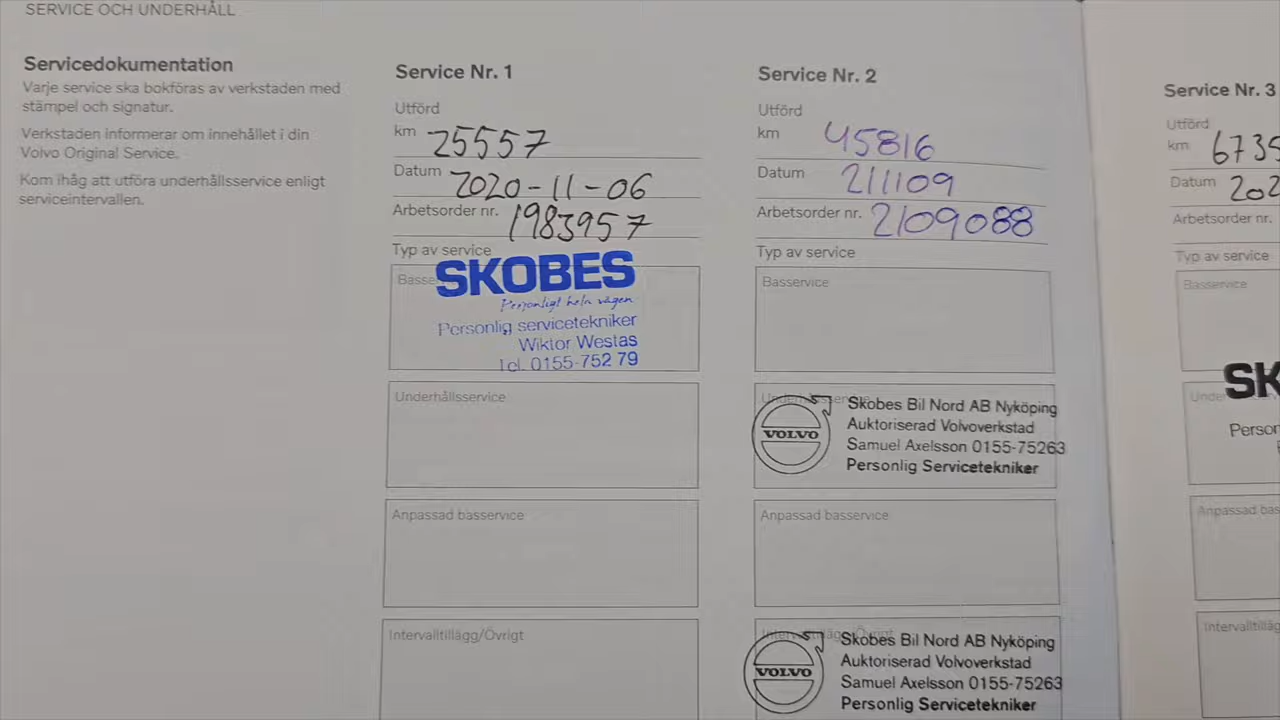 SERVICE OCH UNDERHÅLL
Servicedokumentation
Varje service ska bokföras av verkstaden med
stämpel och signatur.
Verkstaden informerar om innehållet i din
Volvo Original Service.
Kom ihåg att utföra underhållsservice enligt
serviceintervallen.
Service Nr. 1
Utförd
km 25557
Datum 2020-11-06
Arbetsorder nr. 1983957
Typ av service
SKOBES
Personligt hela vägen
Personlig servicetekniker
Wiktor Westas
Tel. 0155-752 79
Underhållsservice
Anpassad basservice
Intervalltillägg/Övrigt
Service Nr. 2
Utförd
km 45816
Datum 211109
Arbetsorder nr. 2109088
Typ av service
Basservice
VOLVO
Skobes Bil Nord AB Nyköping
Auktoriserad Volvoverkstad
Samuel Axelsson 0155-75263
Personlig Servicetekniker
Anpassad basservice
VOLVO
Skobes Bil Nord AB Nyköping
Auktoriserad Volvoverkstad
Samuel Axelsson 0155-75263
Personlig Servicetekniker
Service Nr. 3
Utförd
km 6735
Datum 202
Arbetsorder nr.
Typ av service
Basservice
SK
Person
Anpassad bas
Intervalltilläg